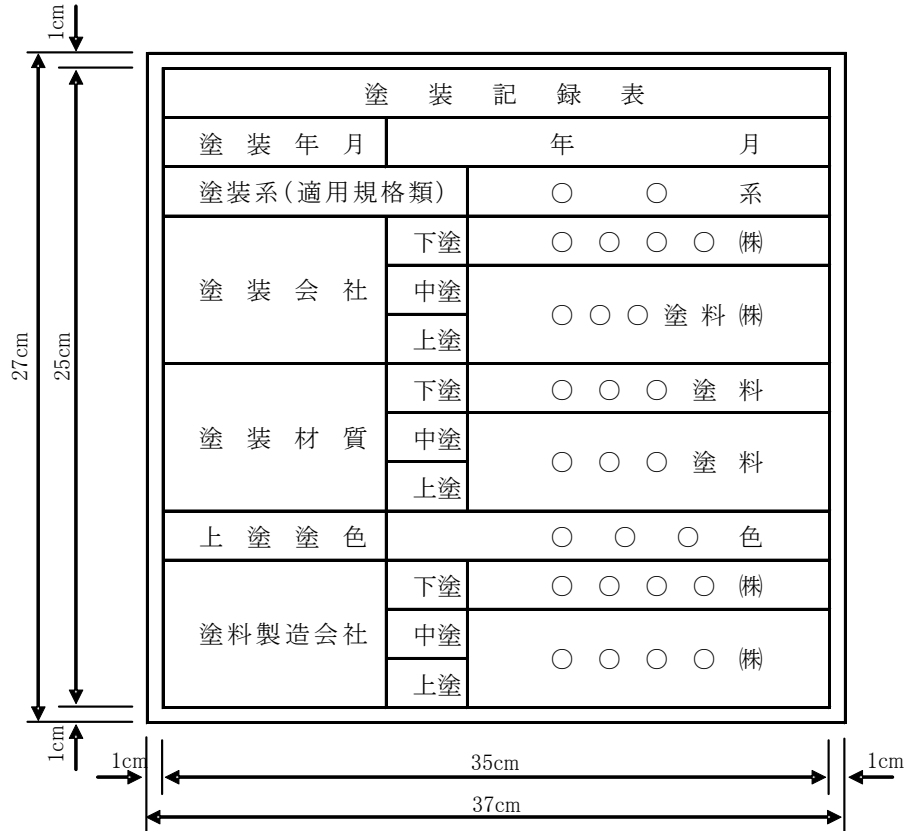 1cm
塗装記録表
塗装年月 年 月
塗装系(適用規格類) ○ ○ 系
塗装会社 下塗 ○○○○㈱
中塗 ○○○塗料㈱
上塗
塗装材質 下塗 ○○○塗料
中塗 ○○○塗料
上塗
上塗塗色 ○○○色
塗料製造会社 下塗 ○○○○㈱
中塗 ○○○○㈱
上塗
27cm
25cm
1cm
1cm 35cm 1cm
37cm